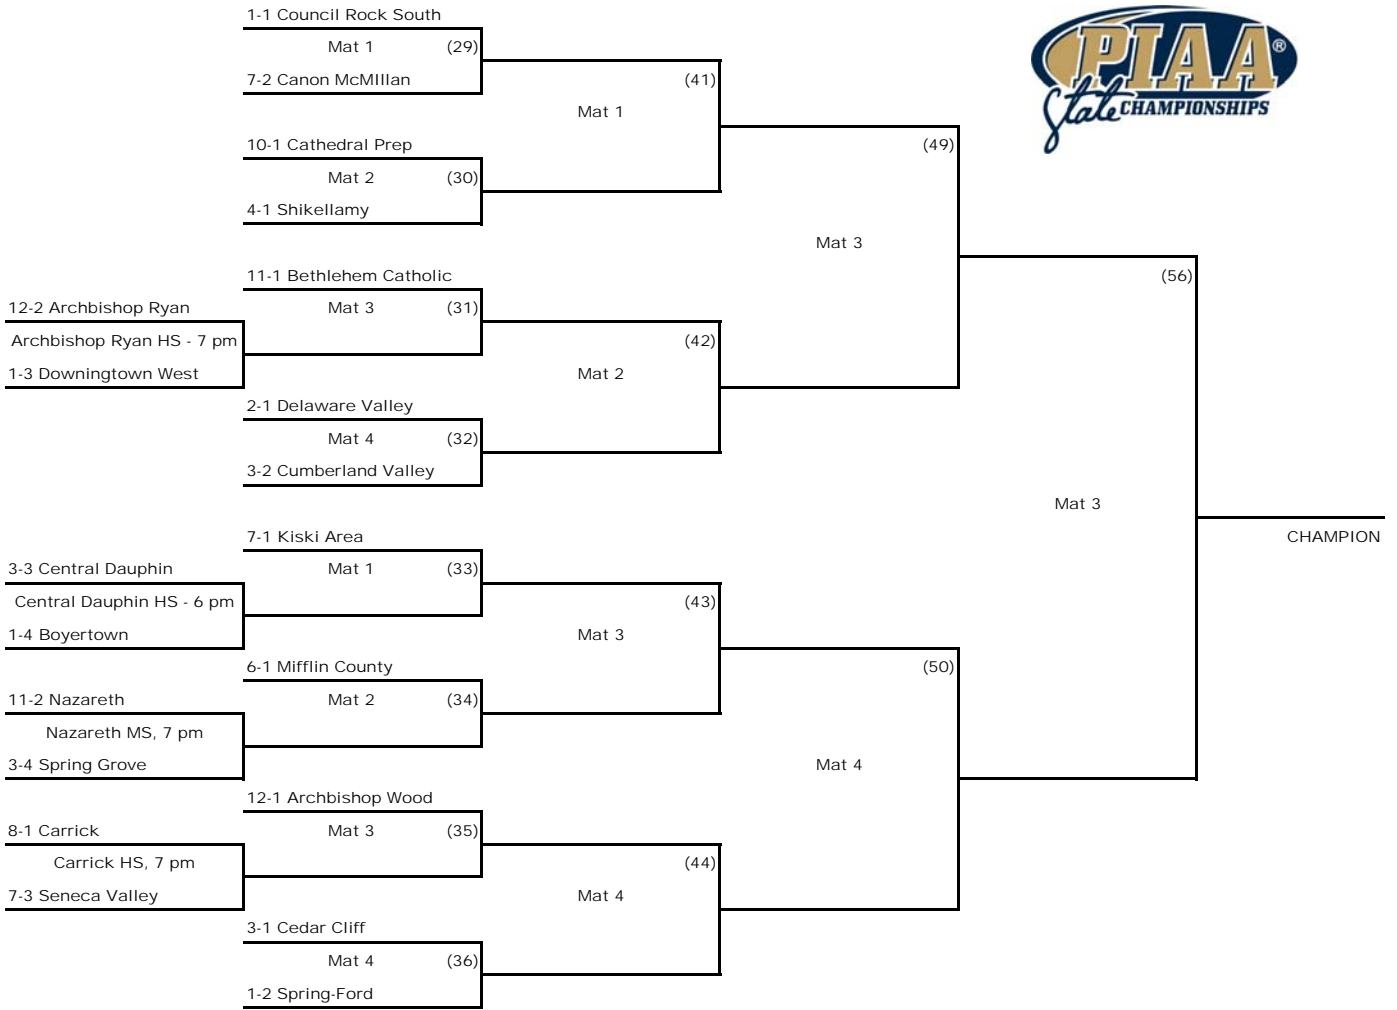 1-1 Council Rock South
Mat 1 (29)
7-2 Canon McMIllan
(41)
Mat 1
10-1 Cathedral Prep
Mat 2 (30)
4-1 Shikellamy
(49)
Mat 3
11-1 Bethlehem Catholic
12-2 Archbishop Ryan
Mat 3 (31)
Archbishop Ryan HS - 7 pm
1-3 Downingtown West
(42)
Mat 2
2-1 Delaware Valley
Mat 4 (32)
3-2 Cumberland Valley
(56)
Mat 3
CHAMPION
7-1 Kiski Area
3-3 Central Dauphin
Mat 1 (33)
Central Dauphin HS - 6 pm
1-4 Boyertown
(43)
Mat 3
6-1 Mifflin County
11-2 Nazareth
Mat 2 (34)
Nazareth MS, 7 pm
3-4 Spring Grove
(50)
Mat 4
12-1 Archbishop Wood
8-1 Carrick
Mat 3 (35)
Carrick HS, 7 pm
7-3 Seneca Valley
(44)
Mat 4
3-1 Cedar Cliff
Mat 4 (36)
1-2 Spring-Ford
PIAA®
State CHAMPIONSHIPS